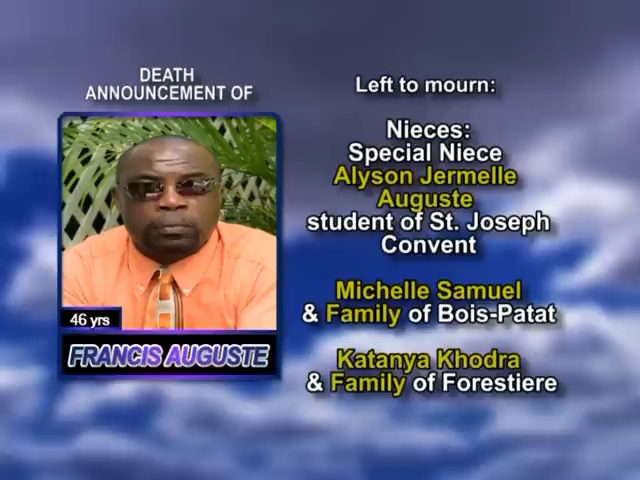 DEATH
ANNOUNCEMENT OF
46 yrs
FRANCIS AUGUSTE
Left to mourn:
Nieces:
Special Niece
Alyson Jermelle
Auguste
student of St. Joseph
Convent
Michelle Samuel
& Family of Bois-Patat
Katanya Khodra
& Family of Forestiere